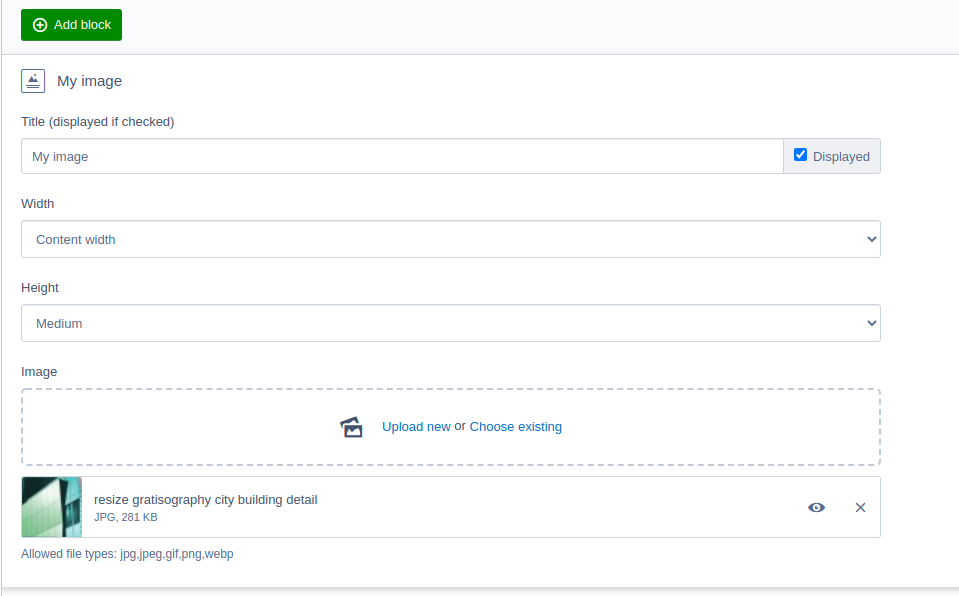 Add block
My image
Title (displayed if checked)
My image
Displayed
Width
Content width
Height
Medium
Image
Upload new or Choose existing
resize gratisography city building detail
JPG, 281 KB
Allowed file types: jpg,jpeg,gif,png,webp